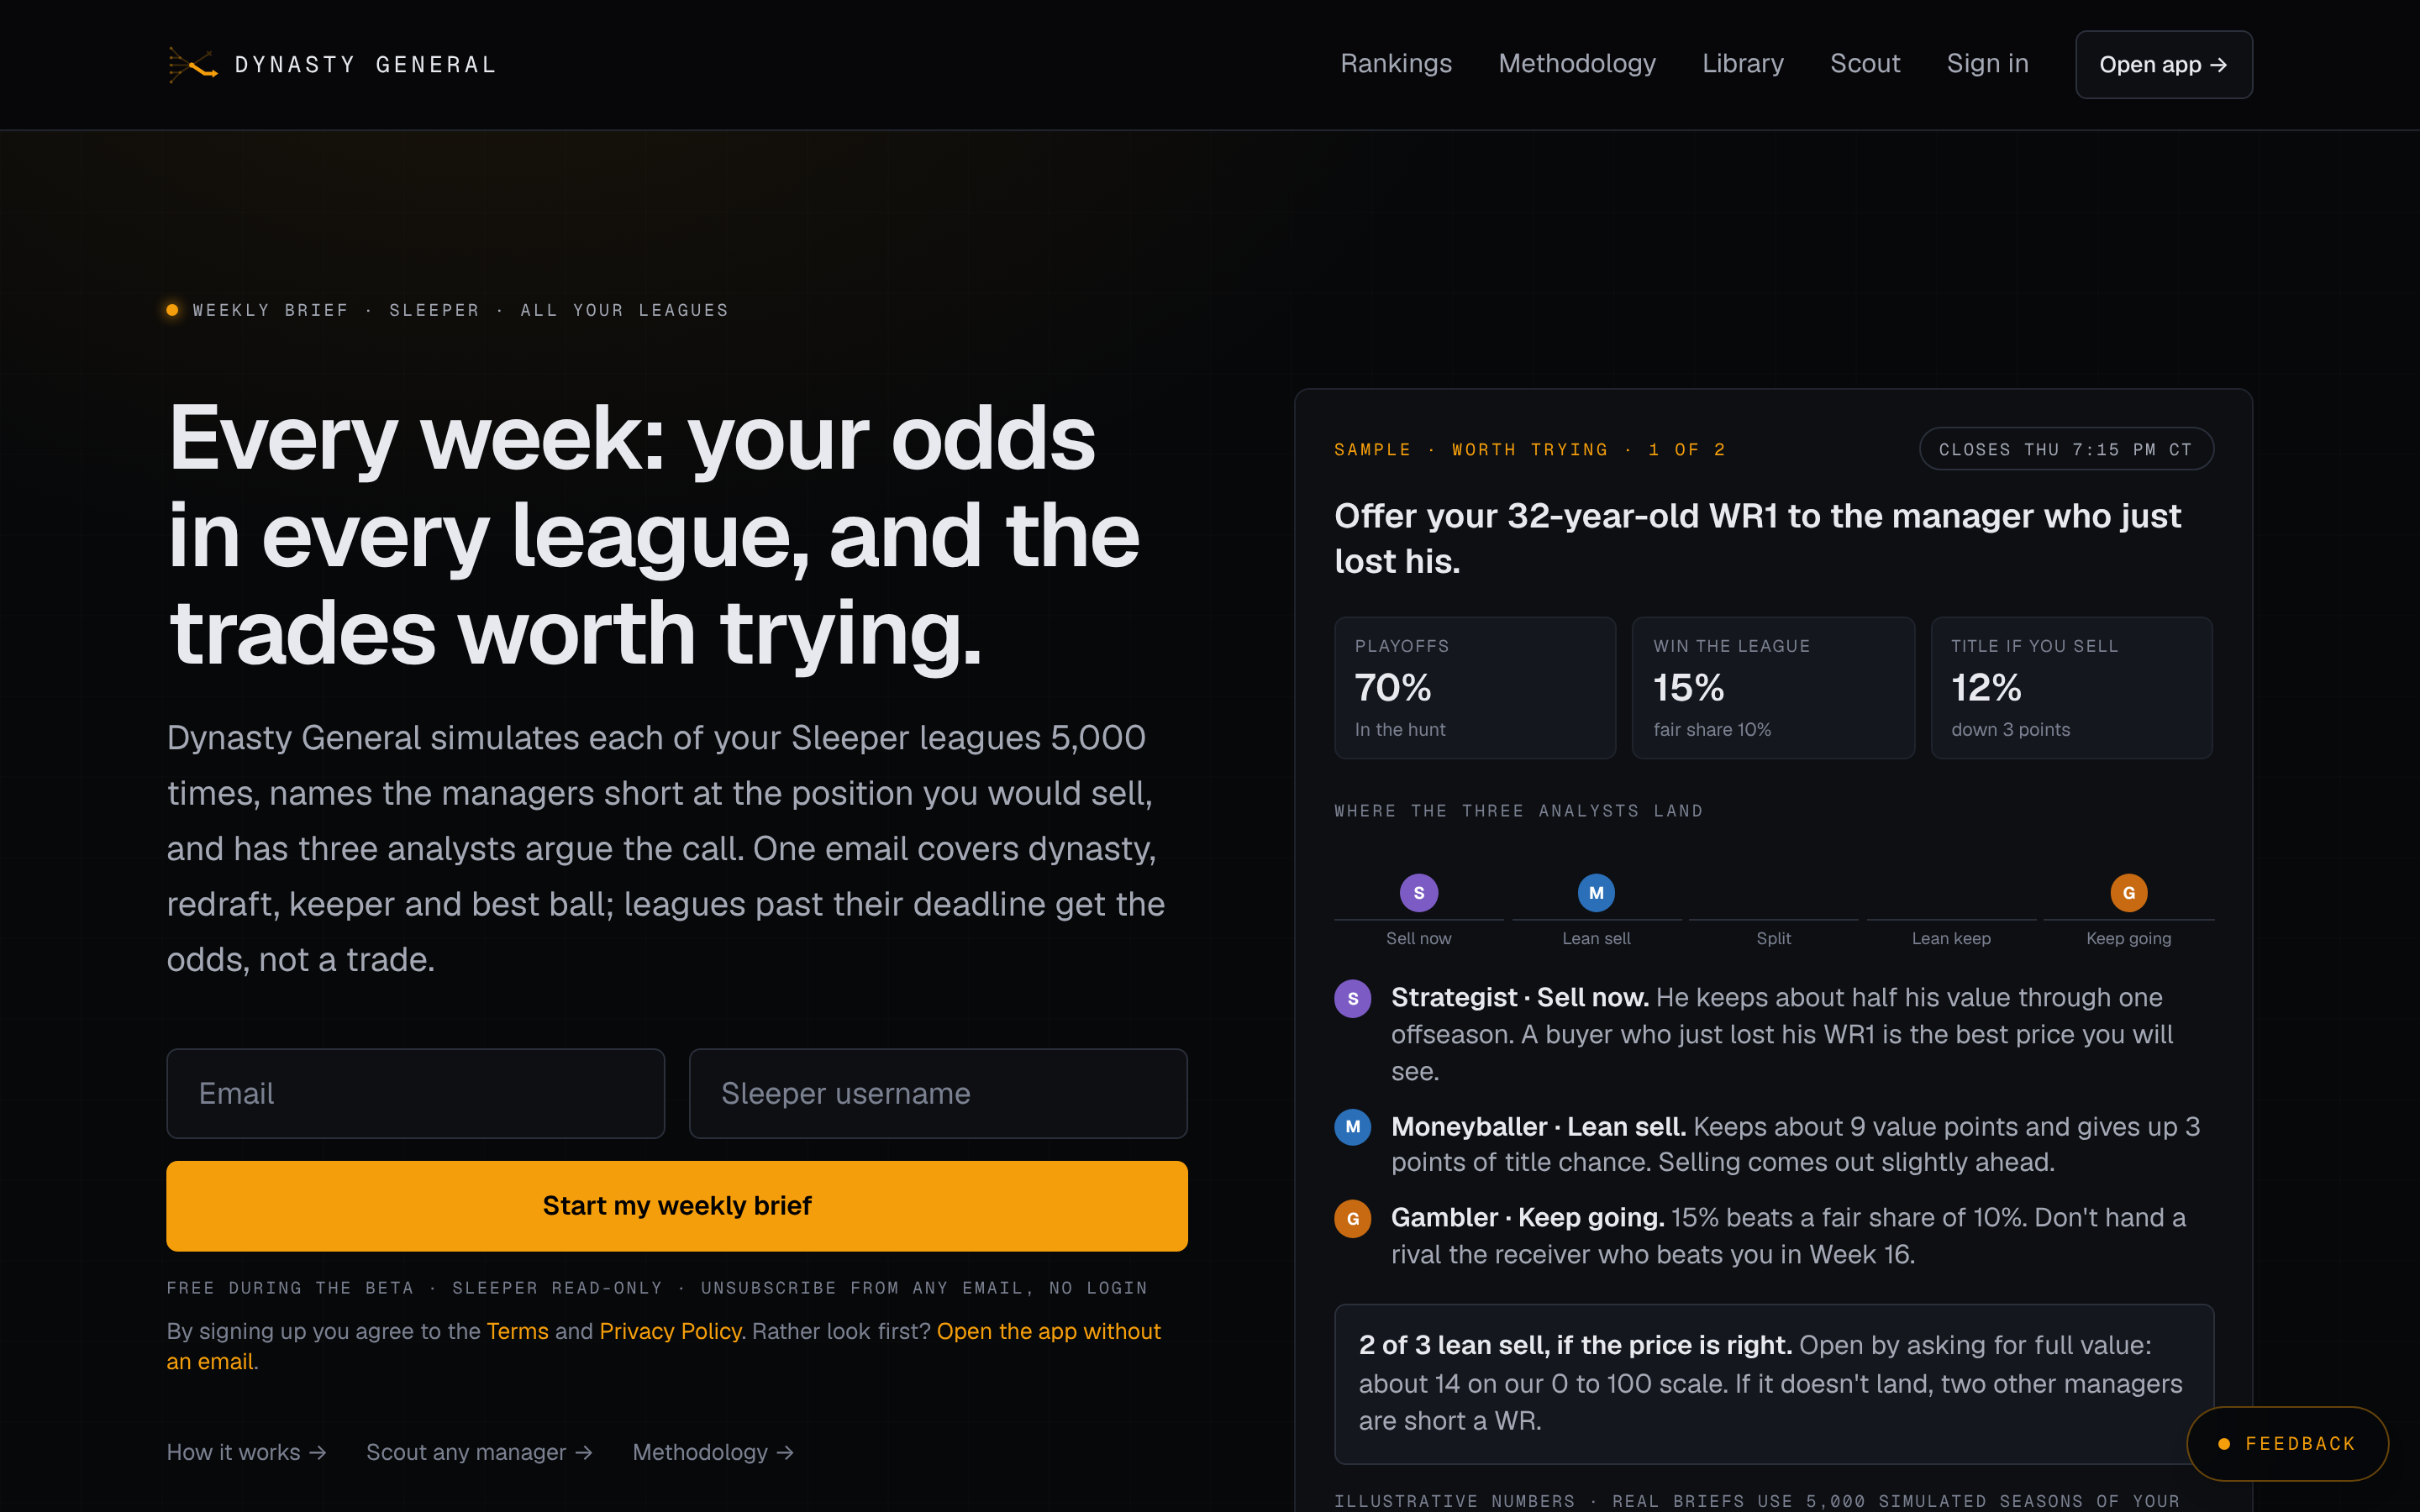 DYNASTY GENERAL
Rankings
Methodology
Library
Scout
Sign in
Open app →
WEEKLY BRIEF · SLEEPER · ALL YOUR LEAGUES
Every week: your odds
in every league, and the
trades worth trying.
Dynasty General simulates each of your Sleeper leagues 5,000
times, names the managers short at the position you would sell,
and has three analysts argue the call. One email covers dynasty,
redraft, keeper and best ball; leagues past their deadline get the
odds, not a trade.
Email
Sleeper username
Start my weekly brief
FREE DURING THE BETA · SLEEPER READ-ONLY · UNSUBSCRIBE FROM ANY EMAIL, NO LOGIN
By signing up you agree to the Terms and Privacy Policy. Rather look first? Open the app without
an email.
How it works →
Scout any manager →
Methodology →
SAMPLE · WORTH TRYING · 1 OF 2
CLOSES THU 7:15 PM CT
Offer your 32-year-old WR1 to the manager who just
lost his.
PLAYOFFS
70%
In the hunt
WIN THE LEAGUE
15%
fair share 10%
TITLE IF YOU SELL
12%
down 3 points
WHERE THE THREE ANALYSTS LAND
S
M
G
Sell now
Lean sell
Split
Lean keep
Keep going
S
Strategist · Sell now. He keeps about half his value through one
offseason. A buyer who just lost his WR1 is the best price you will
see.
M
Moneyballer · Lean sell. Keeps about 9 value points and gives up 3
points of title chance. Selling comes out slightly ahead.
G
Gambler · Keep going. 15% beats a fair share of 10%. Don't hand a
rival the receiver who beats you in Week 16.
2 of 3 lean sell, if the price is right. Open by asking for full value:
about 14 on our 0 to 100 scale. If it doesn't land, two other managers
are short a WR.
ILLUSTRATIVE NUMBERS · REAL BRIEFS USE 5,000 SIMULATED SEASONS OF YOUR
FEEDBACK